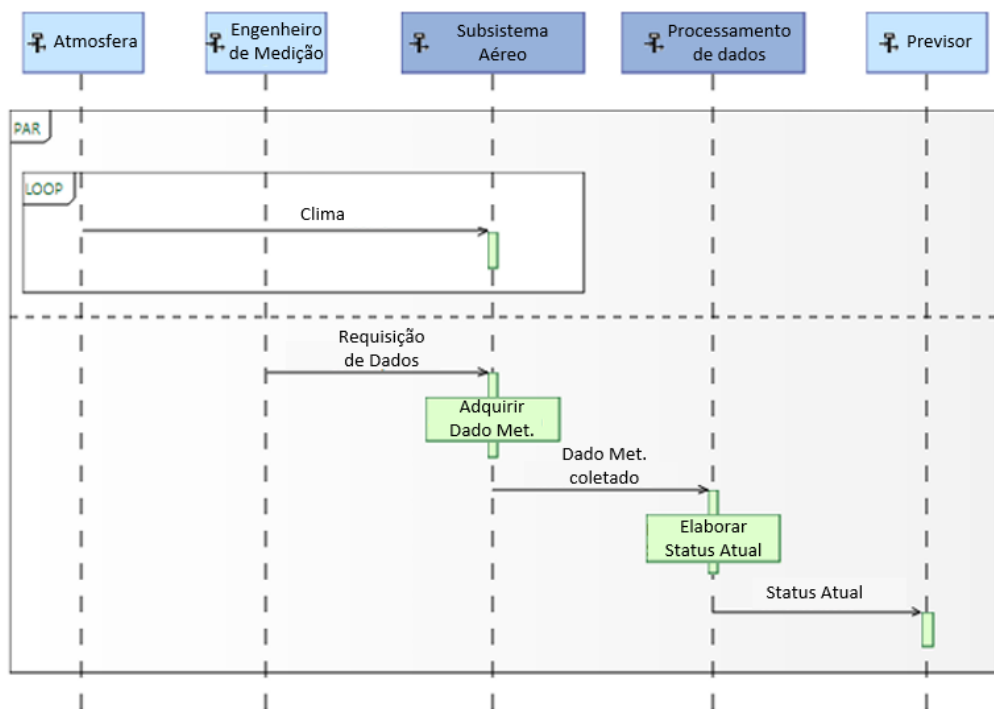 Atmosfera
Engenheiro
de Medição
Subsistema
Aéreo
Processamento
de dados
Previsor
PAR
LOOP
Clima
Requisição
de Dados
Adquirir
Dado Met.
Dado Met.
coletado
Elaborar
Status Atual
Status Atual